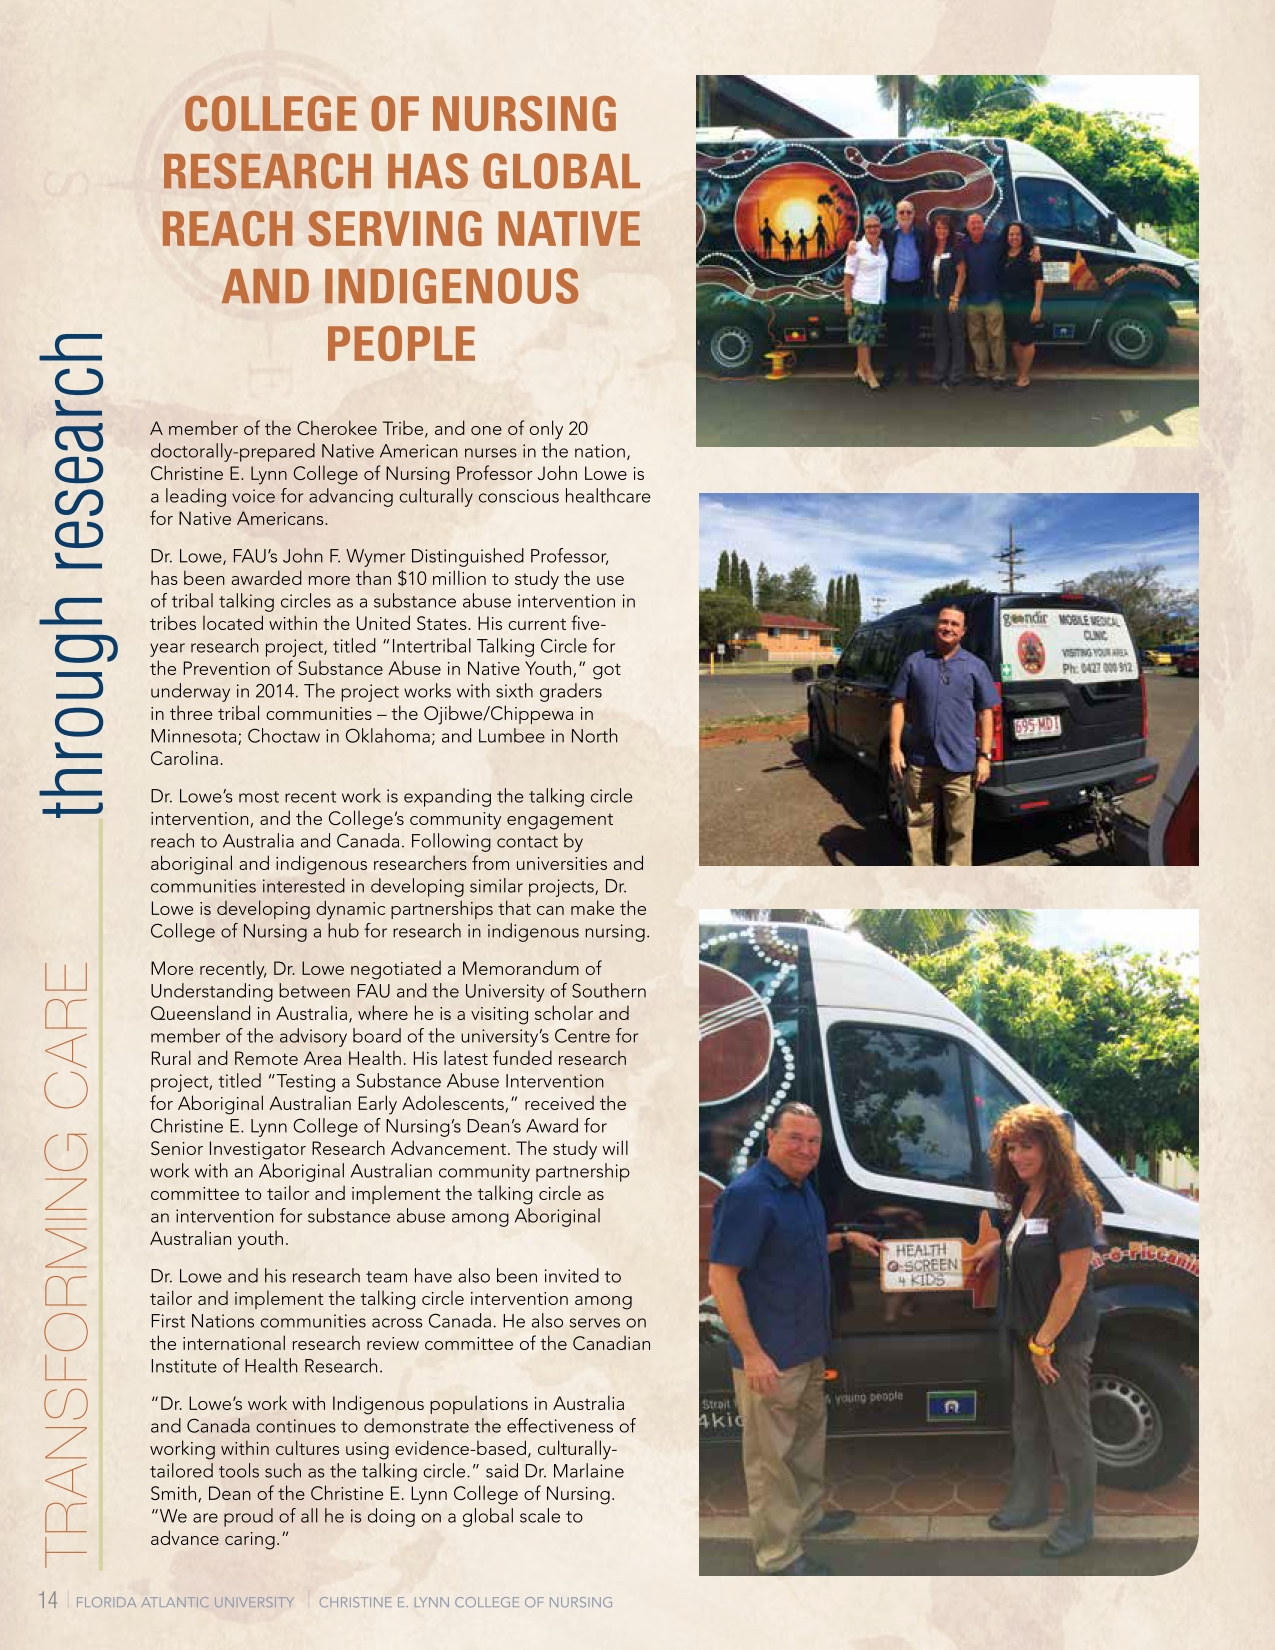 COLLEGE OF NURSING
RESEARCH HAS GLOBAL
REACH SERVING NATIVE
AND INDIGENOUS
PEOPLE
A member of the Cherokee Tribe, and one of only 20
doctorally-prepared Native American nurses in the nation,
Christine E. Lynn College of Nursing Professor John Lowe is
a leading voice for advancing culturally conscious healthcare
for Native Americans.
Dr. Lowe, FAU’s John F. Wymer Distinguished Professor,
has been awarded more than $10 million to study the use
of tribal talking circles as a substance abuse intervention in
tribes located within the United States. His current five-
year research project, titled “Intertribal Talking Circle for
the Prevention of Substance Abuse in Native Youth,” got
underway in 2014. The project works with sixth graders
in three tribal communities – the Ojibwe/Chippewa in
Minnesota; Choctaw in Oklahoma; and Lumbee in North
Carolina.
Dr. Lowe’s most recent work is expanding the talking circle
intervention, and the College’s community engagement
reach to Australia and Canada. Following contact by
aboriginal and indigenous researchers from universities and
communities interested in developing similar projects, Dr.
Lowe is developing dynamic partnerships that can make the
College of Nursing a hub for research in indigenous nursing.
More recently, Dr. Lowe negotiated a Memorandum of
Understanding between FAU and the University of Southern
Queensland in Australia, where he is a visiting scholar and
member of the advisory board of the university’s Centre for
Rural and Remote Area Health. His latest funded research
project, titled “Testing a Substance Abuse Intervention
for Aboriginal Australian Early Adolescents,” received the
Christine E. Lynn College of Nursing’s Dean’s Award for
Senior Investigator Research Advancement. The study will
work with an Aboriginal Australian community partnership
committee to tailor and implement the talking circle as
an intervention for substance abuse among Aboriginal
Australian youth.
Dr. Lowe and his research team have also been invited to
tailor and implement the talking circle intervention among
First Nations communities across Canada. He also serves on
the international research review committee of the Canadian
Institute of Health Research.
“Dr. Lowe’s work with Indigenous populations in Australia
and Canada continues to demonstrate the effectiveness of
working within cultures using evidence-based, culturally-
tailored tools such as the talking circle.” said Dr. Marlaine
Smith, Dean of the Christine E. Lynn College of Nursing.
“We are proud of all he is doing on a global scale to
advance caring.”
TRANSFORMING CARE through research
S
E
goondir
MOBILE MEDICAL
CLINIC
VISITING YOUR AREA
Ph: 0427 000 912
695 MDI
HEALTH
SCREEN
4 KIDS
n-a-Piccanin
Strait
& young people
4kid
14 | FLORIDA ATLANTIC UNIVERSITY | CHRISTINE E. LYNN COLLEGE OF NURSING